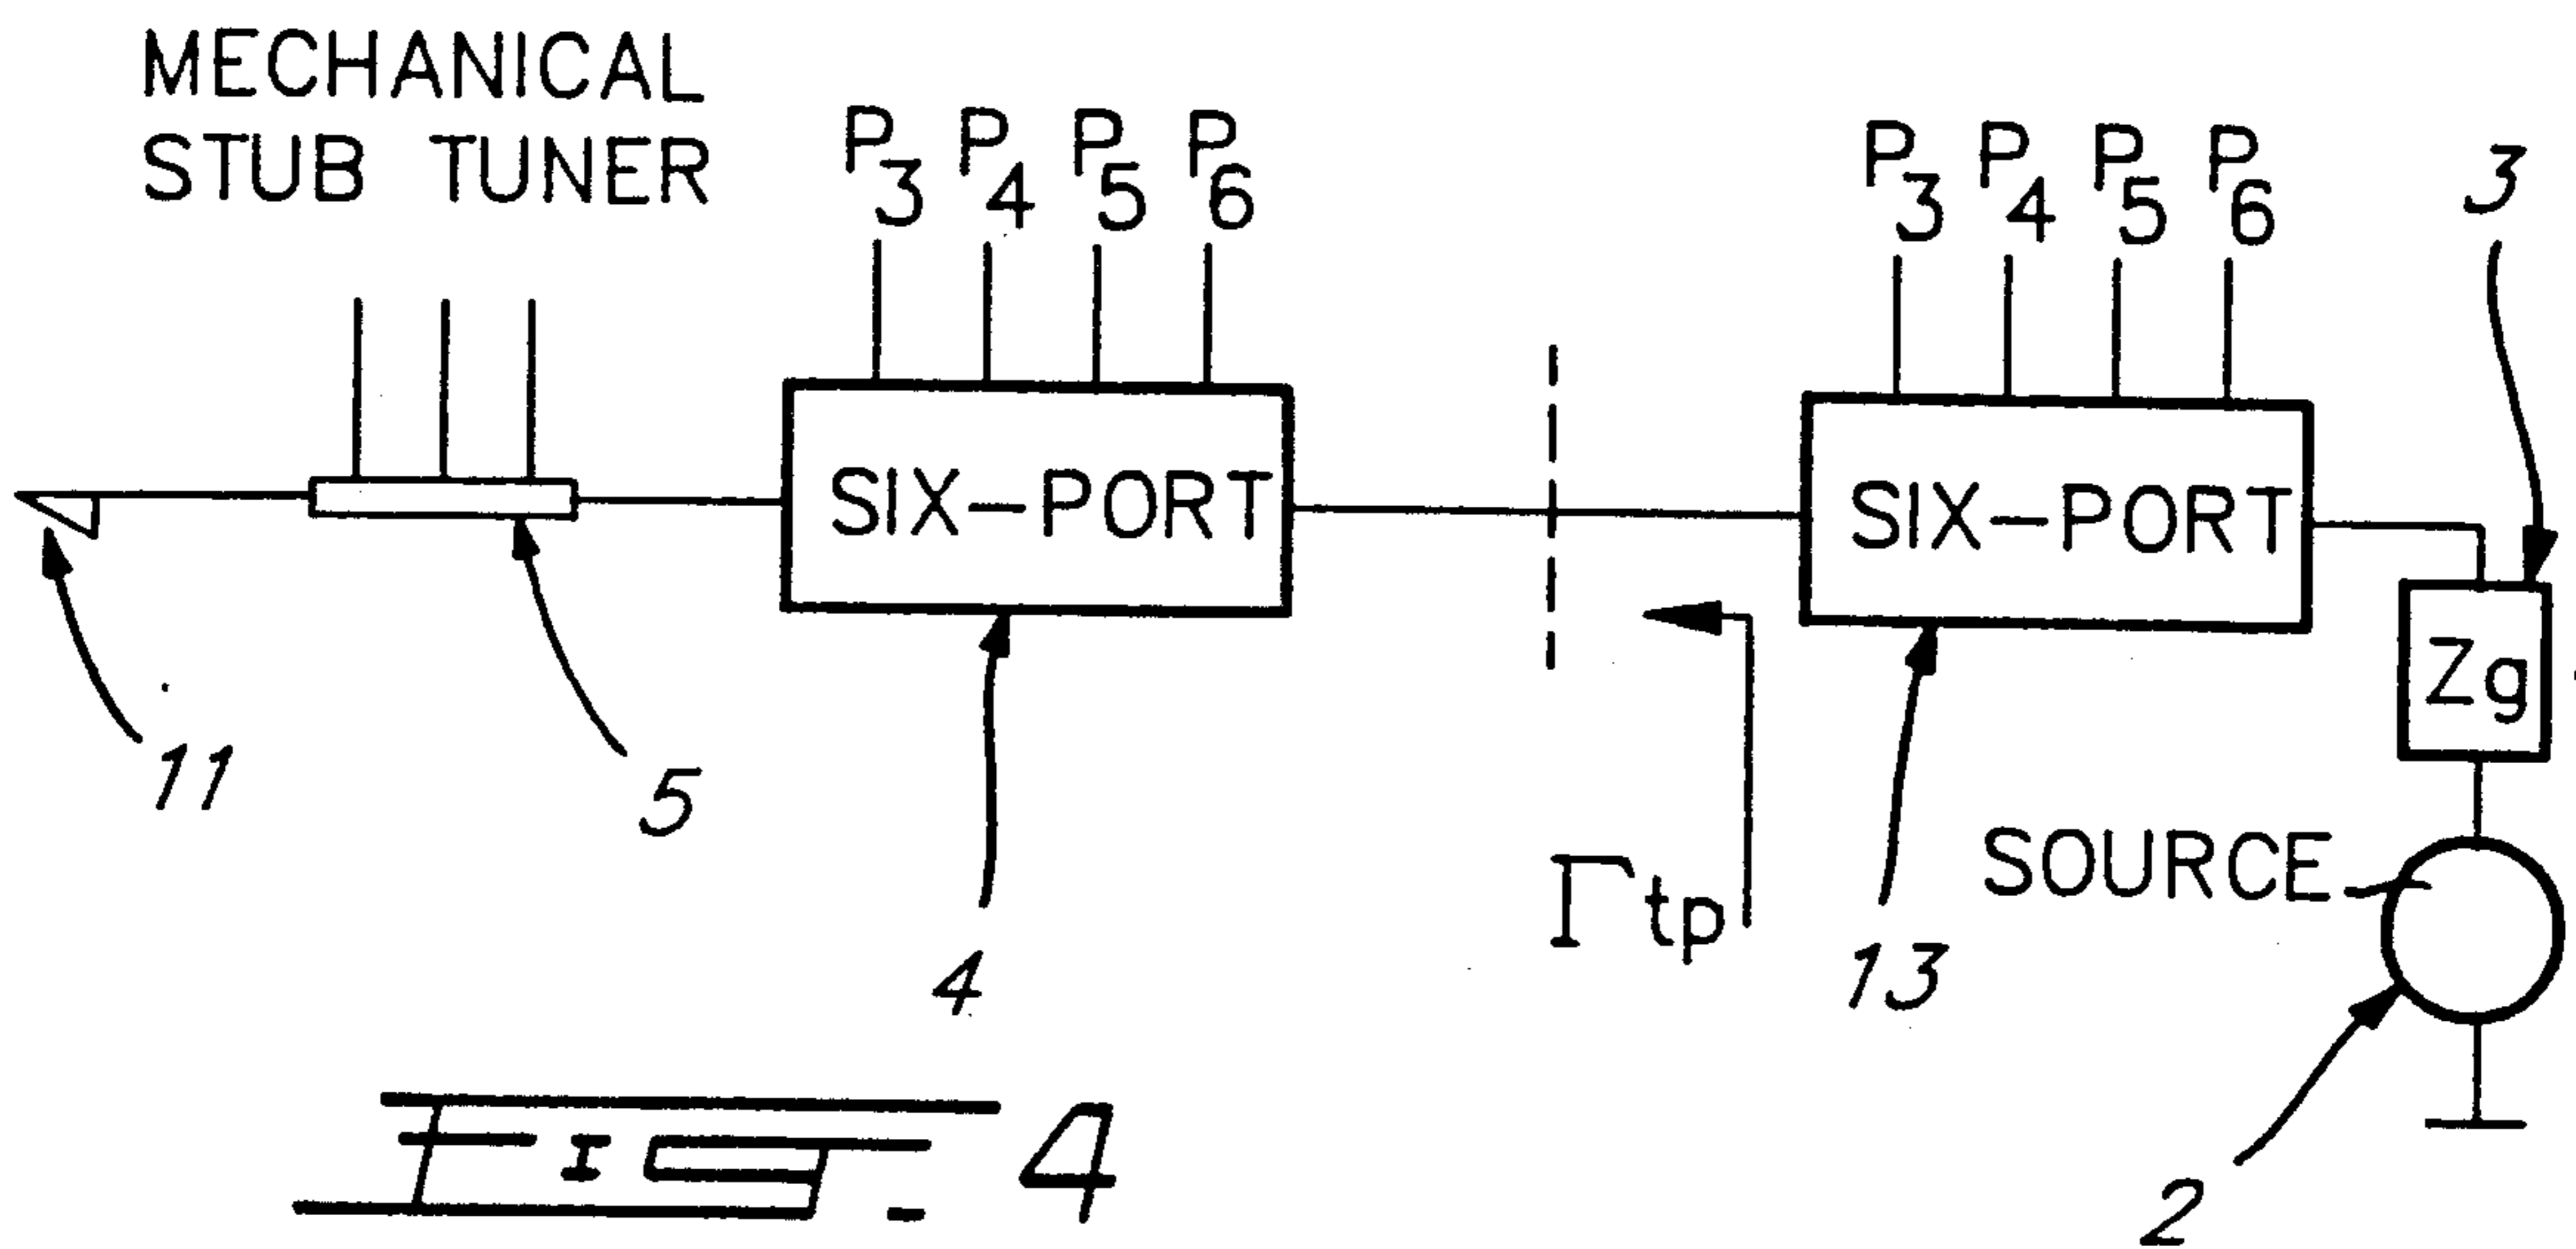 MECHANICAL
STUB TUNER
P3 P4 P5 P6
P3 P4 P5 P6
3
SIX-PORT
SIX-PORT
Zg
11
5
4
Γtp
13
SOURCE
2
FIG-4